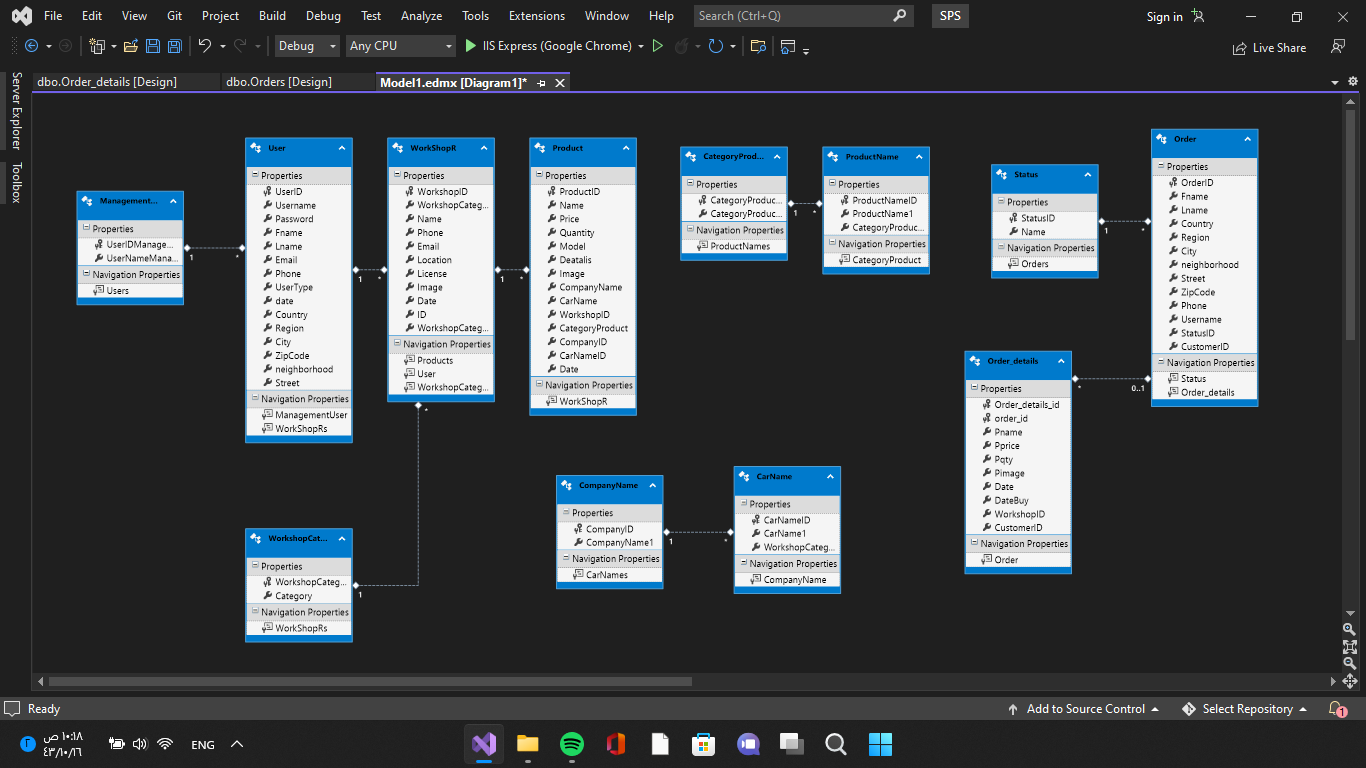 File Edit View Git Project Build Debug Test Analyze Tools Extensions Window Help Search (Ctrl+Q) SPS Sign in
Debug Any CPU IIS Express (Google Chrome) Live Share
Server Explorer
Toolbox
dbo.Order_details [Design] dbo.Orders [Design] Model1.edmx [Diagram1]*
Management...
Properties
UserIDManage...
UserNameMana...
Navigation Properties
Users
1
*
User
Properties
UserID
Username
Password
Fname
Lname
Email
Phone
UserType
date
Country
Region
City
ZipCode
neighborhood
Street
Navigation Properties
ManagementUser
WorkShopRs
1
*
WorkShopR
Properties
WorkshopID
WorkshopCateg...
Name
Phone
Email
Location
License
Image
Date
ID
WorkshopCateg...
Navigation Properties
Products
User
WorkshopCateg...
*
1
*
Product
Properties
ProductID
Name
Price
Quantity
Model
Deatalis
Image
CompanyName
CarName
WorkshopID
CategoryProduct
CompanyID
CarNameID
Date
Navigation Properties
WorkShopR
CategoryProd...
Properties
CategoryProduc...
CategoryProduc...
Navigation Properties
ProductNames
1
*
ProductName
Properties
ProductNameID
ProductName1
CategoryProduc...
Navigation Properties
CategoryProduct
Status
Properties
StatusID
Name
Navigation Properties
Orders
1
*
Order
Properties
OrderID
Fname
Lname
Country
Region
City
neighborhood
Street
ZipCode
Phone
Username
StatusID
CustomerID
Navigation Properties
Status
Order_details
Order_details
Properties
Order_details_id
order_id
Pname
Pprice
Pqty
Pimage
Date
DateBuy
WorkshopID
CustomerID
Navigation Properties
Order
*
0..1
WorkshopCat...
Properties
WorkshopCateg...
Category
Navigation Properties
WorkShopRs
1
CompanyName
Properties
CompanyID
CompanyName1
Navigation Properties
CarNames
1
*
CarName
Properties
CarNameID
CarName1
WorkshopCateg...
Navigation Properties
CompanyName
Ready Add to Source Control Select Repository 1
١٠:١٨ ص
٤٣/١٠/١٦
ENG